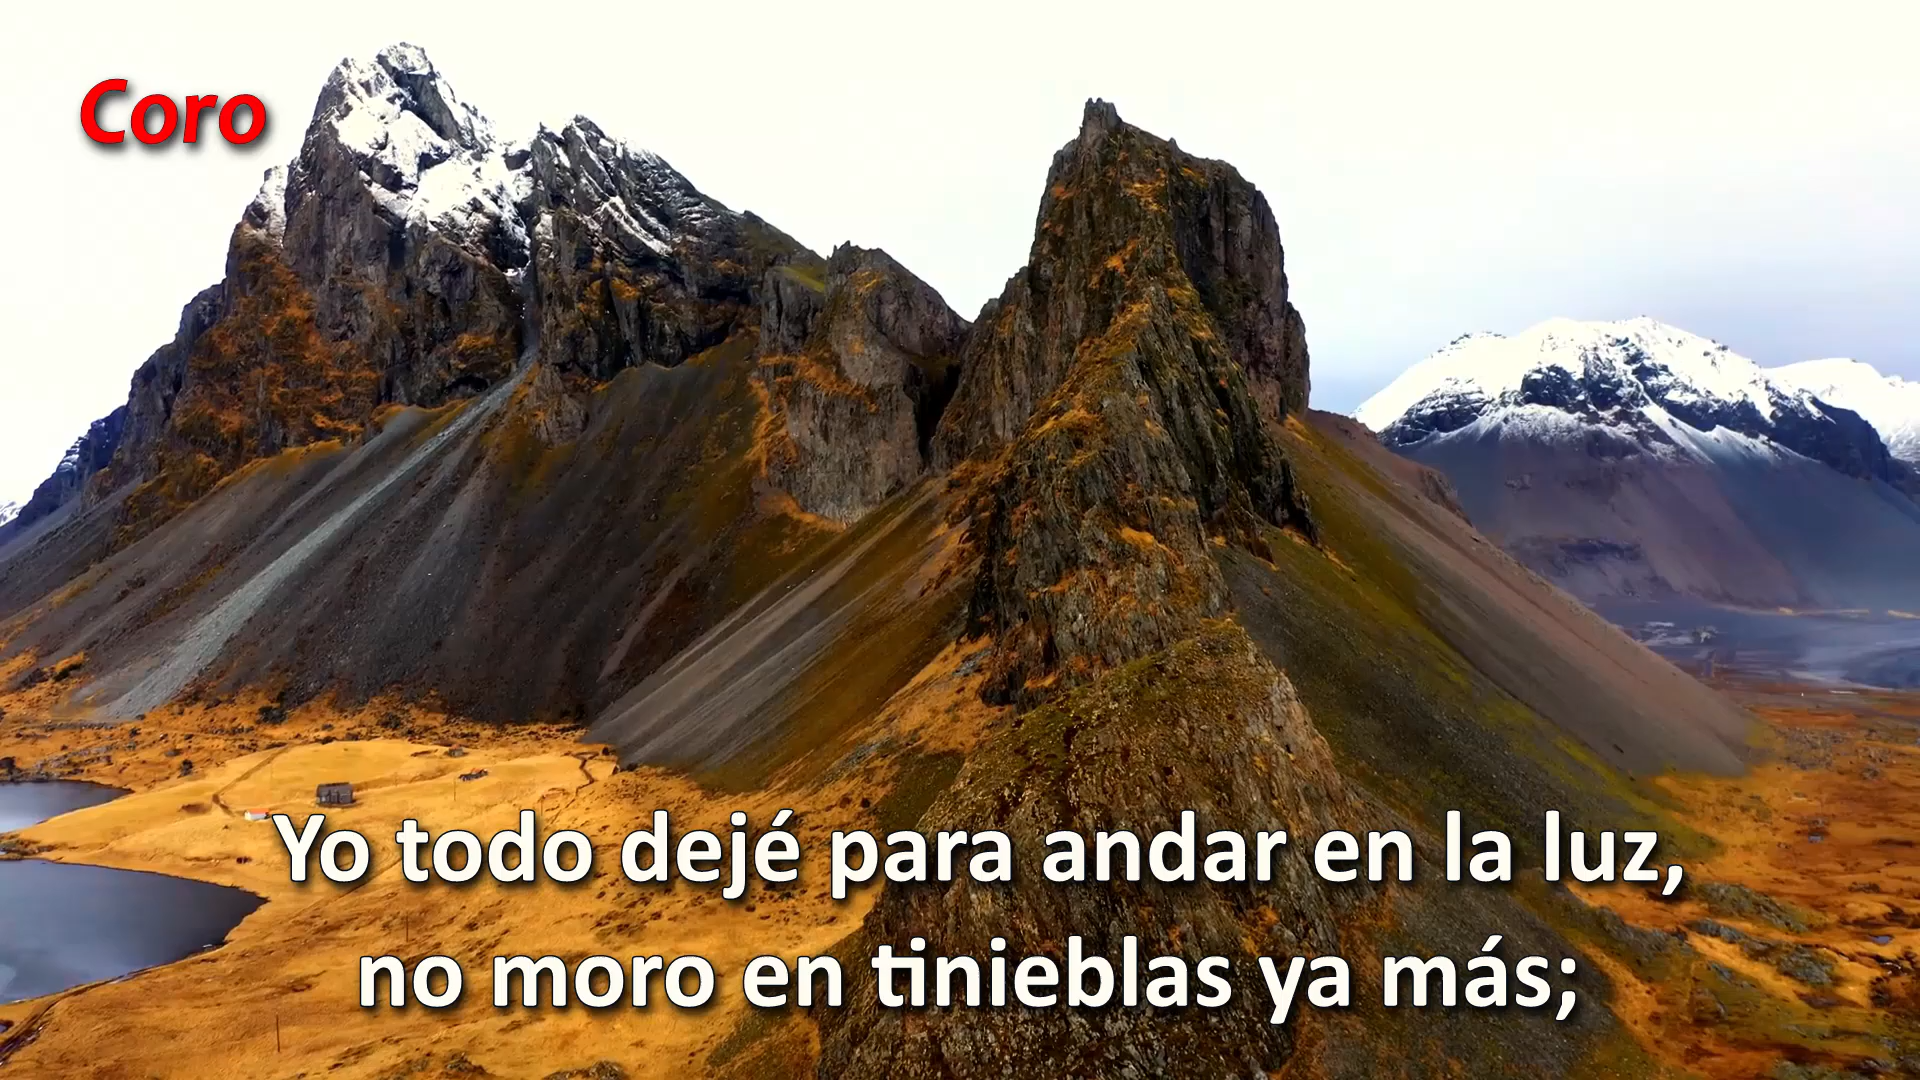 Coro
Yo todo dejé para andar en la luz,
no moro en tinieblas ya más;